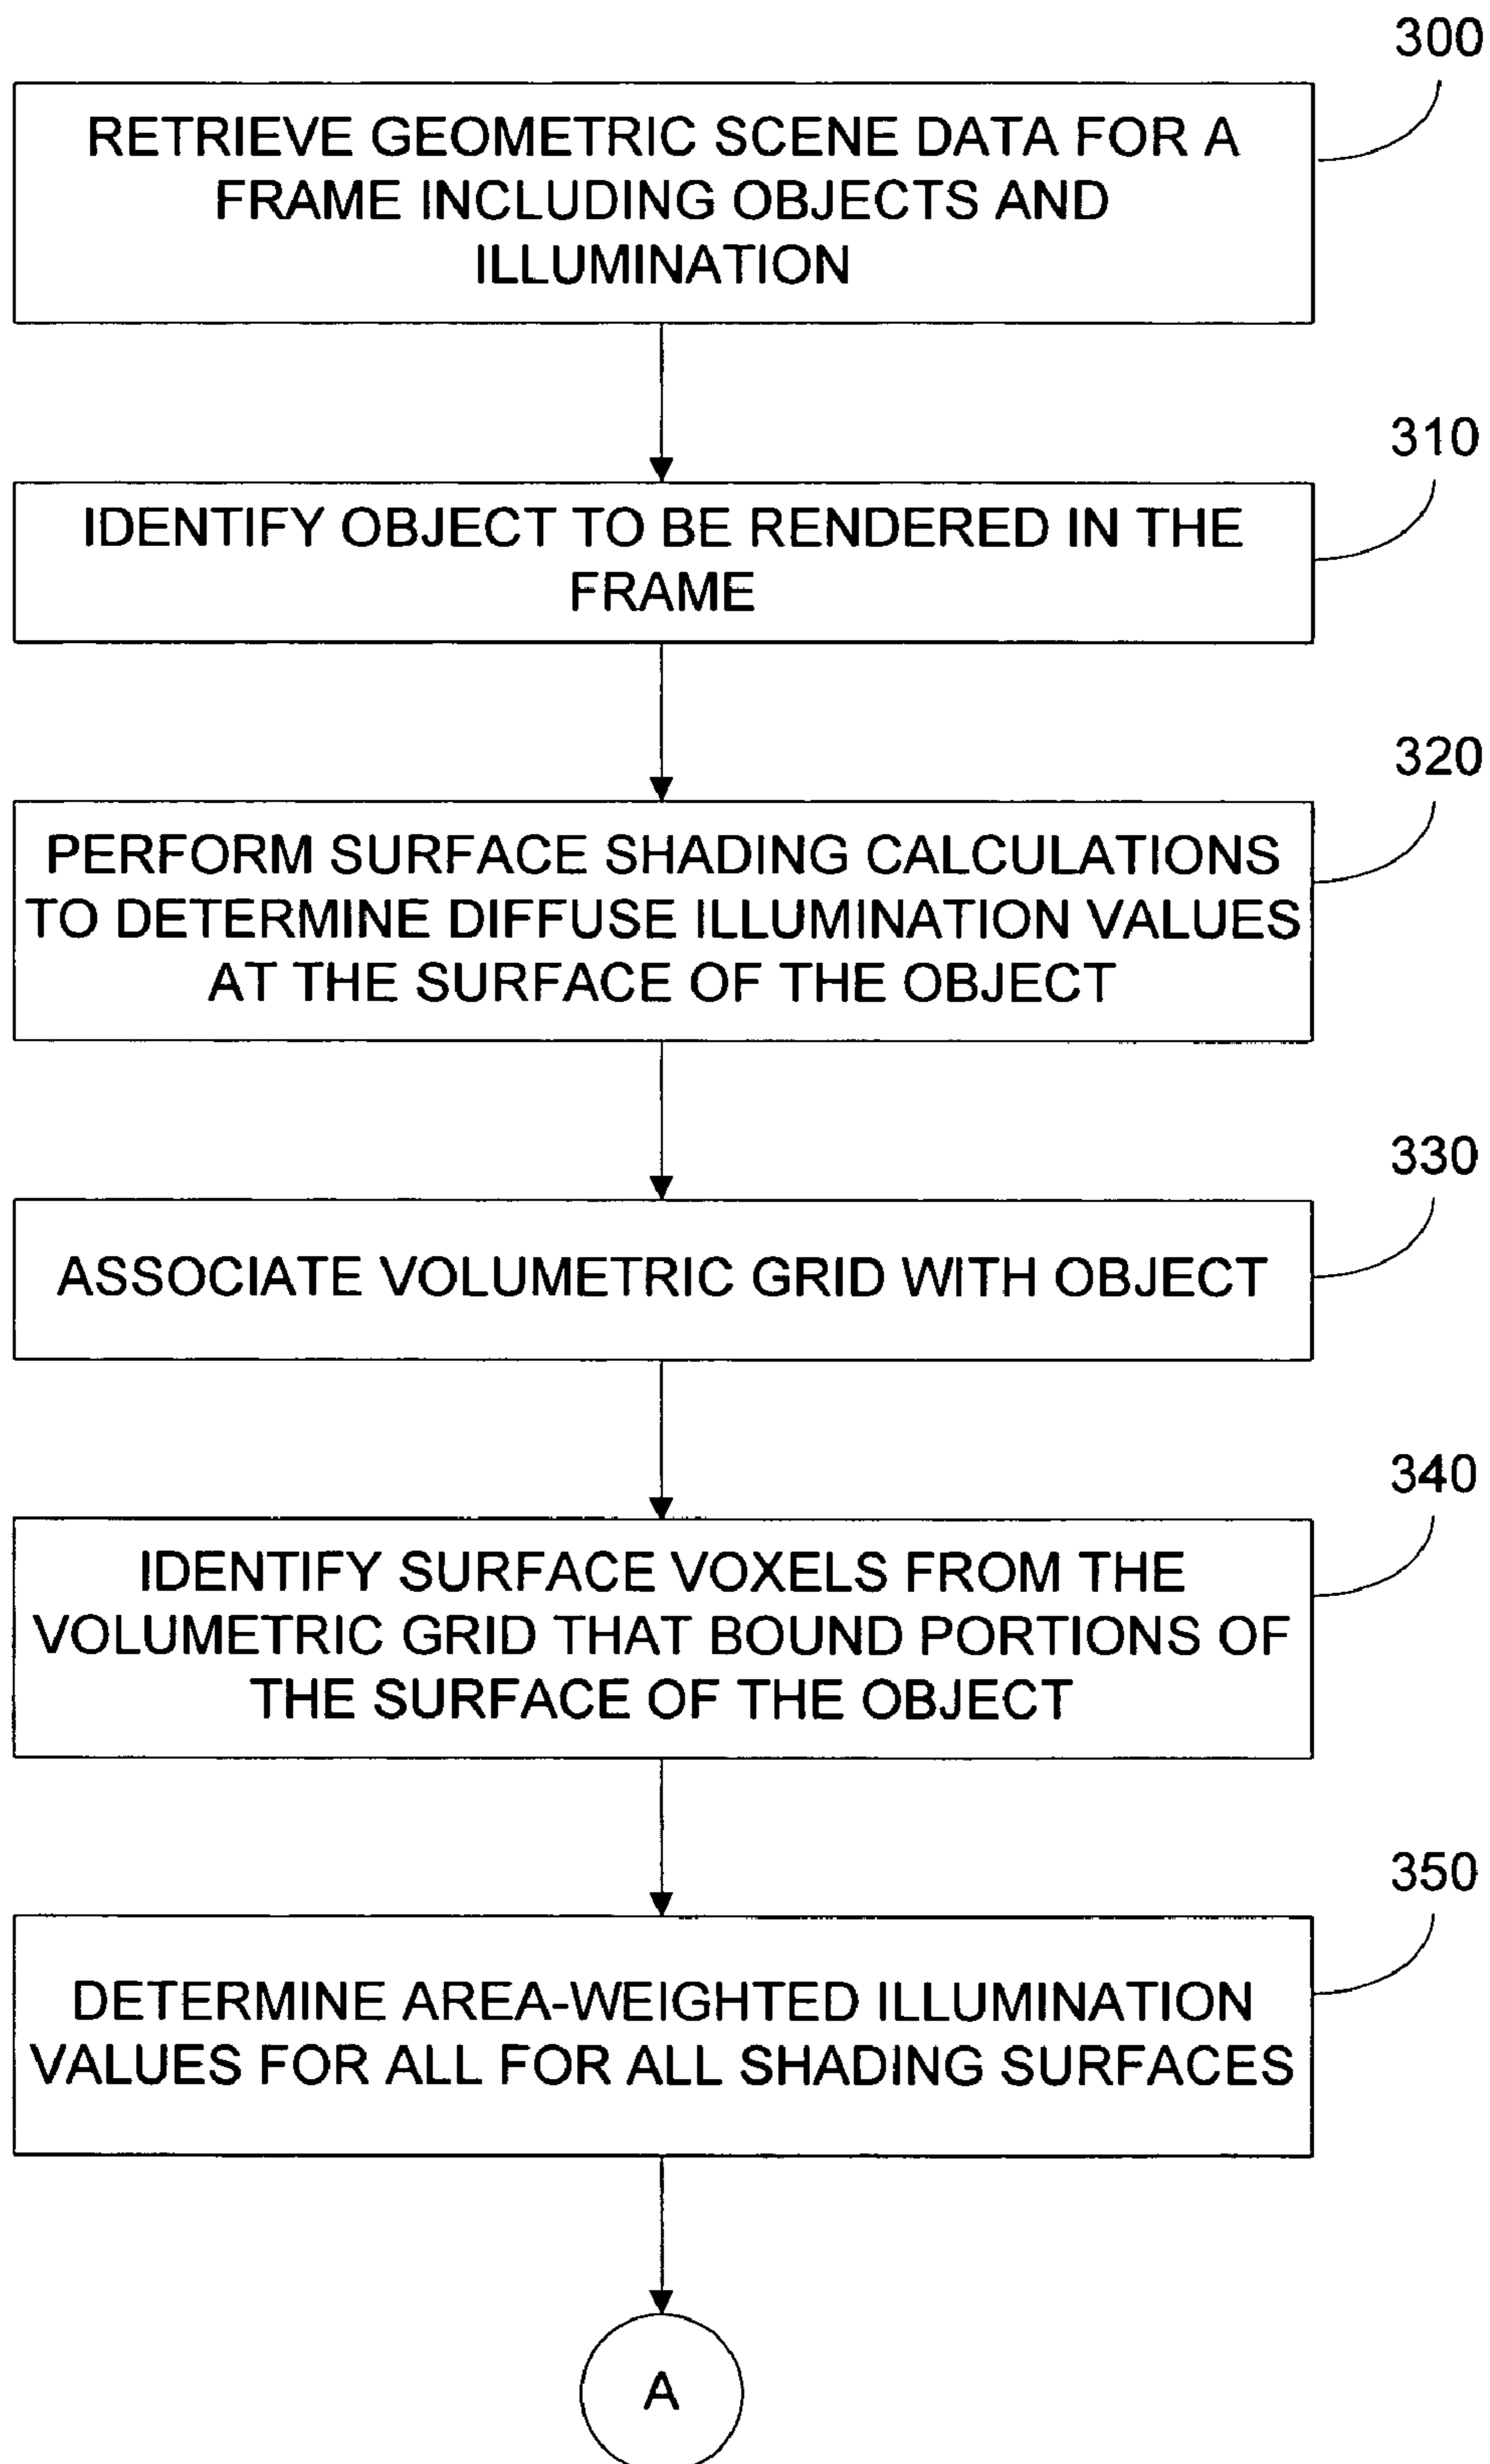 300
RETRIEVE GEOMETRIC SCENE DATA FOR A
FRAME INCLUDING OBJECTS AND
ILLUMINATION
310
IDENTIFY OBJECT TO BE RENDERED IN THE
FRAME
320
PERFORM SURFACE SHADING CALCULATIONS
TO DETERMINE DIFFUSE ILLUMINATION VALUES
AT THE SURFACE OF THE OBJECT
330
ASSOCIATE VOLUMETRIC GRID WITH OBJECT
340
IDENTIFY SURFACE VOXELS FROM THE
VOLUMETRIC GRID THAT BOUND PORTIONS OF
THE SURFACE OF THE OBJECT
350
DETERMINE AREA-WEIGHTED ILLUMINATION
VALUES FOR ALL FOR ALL SHADING SURFACES
A